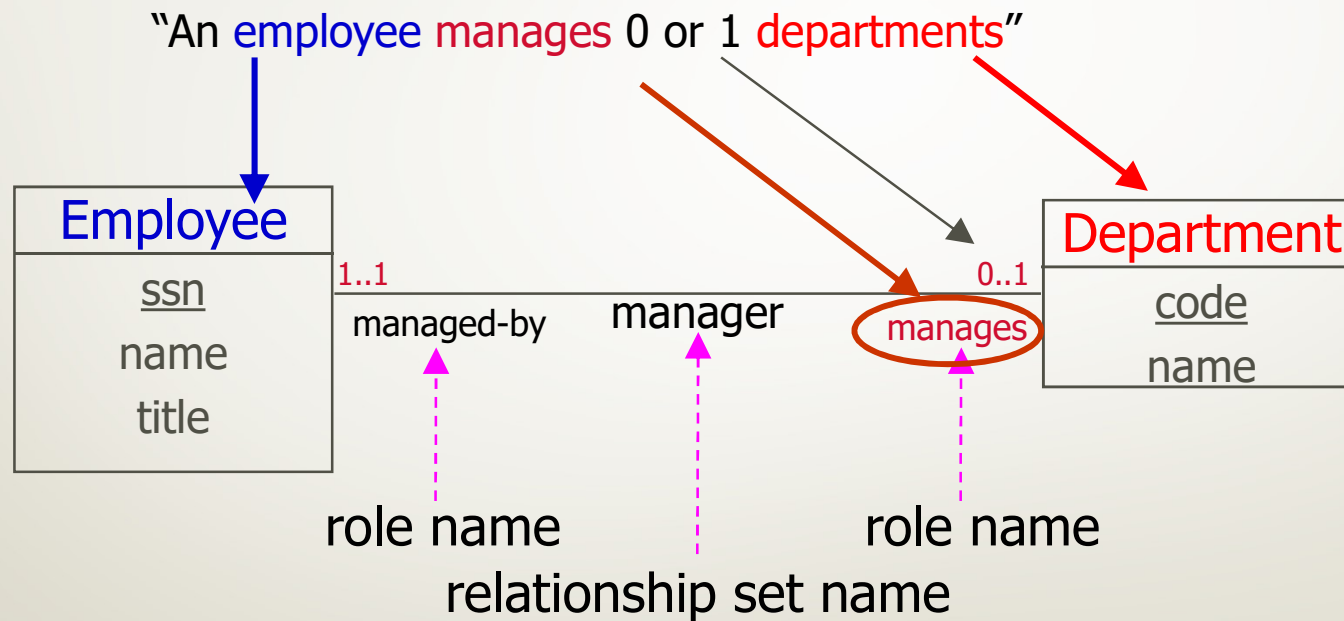 “An employee manages 0 or 1 departments”
Employee
ssn
name
title
1..1
managed-by
manager
0..1
manages
Department
code
name
role name
role name
relationship set name